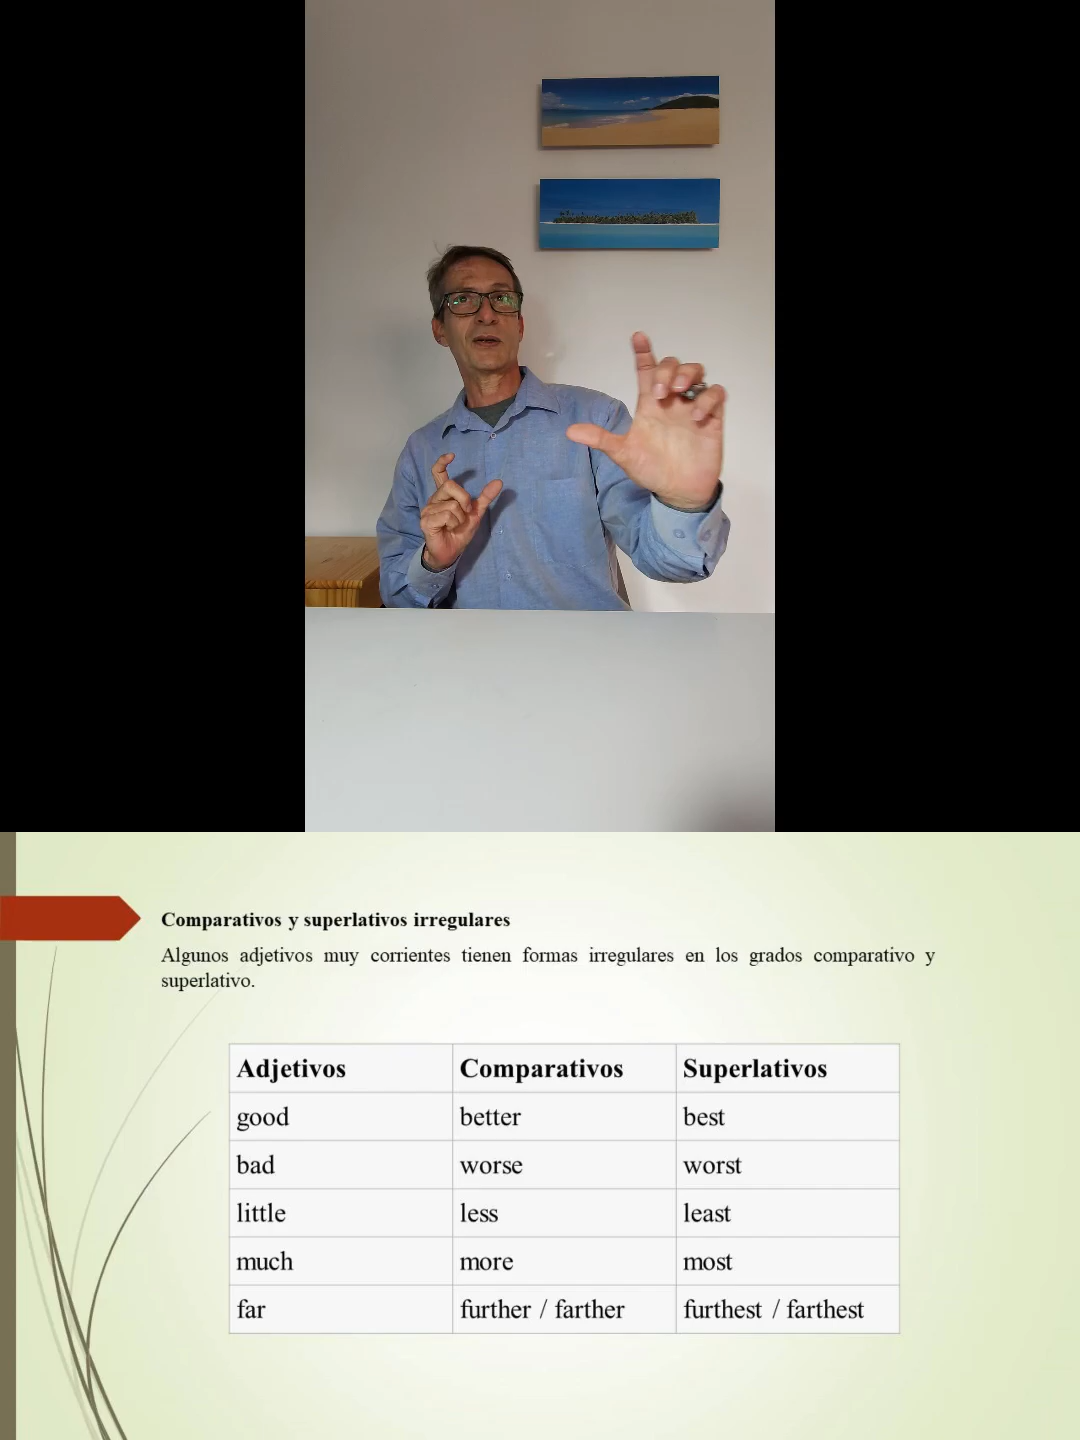 Comparativos y superlativos irregulares
Algunos adjetivos muy corrientes tienen formas irregulares en los grados comparativo y
superlativo.
Adjetivos Comparativos Superlativos
good better best
bad worse worst
little less least
much more most
far further / farther furthest / farthest